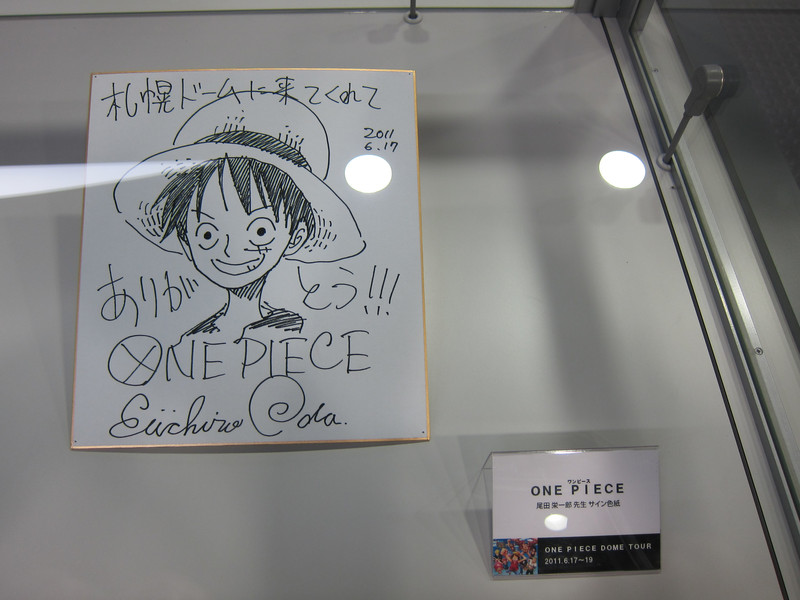 札幌ドームに来てくれて
2011
6.17
ありがとう!!!
ONE PIECE
Eiichiro Oda.
ワンピース
ONE PIECE
尾田 栄一郎 先生 サイン色紙
ONE PIECE DOME TOUR
2011.6.17～19